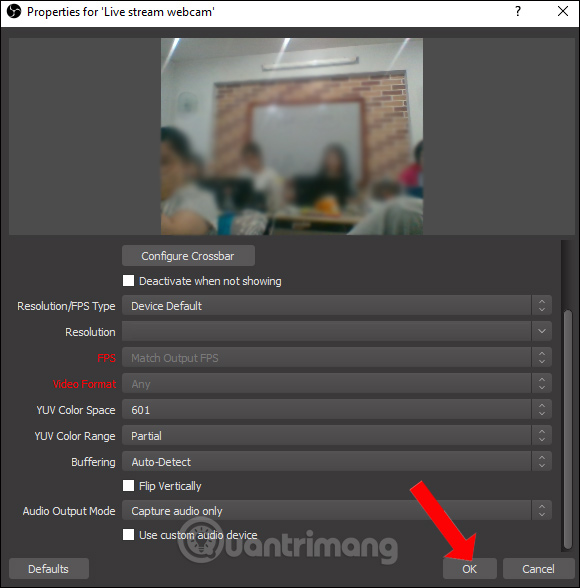 Properties for 'Live stream webcam'
Configure Crossbar
Deactivate when not showing
Resolution/FPS Type Device Default
Resolution
FPS Match Output FPS
Video Format Any
YUV Color Space 601
YUV Color Range Partial
Buffering Auto-Detect
Flip Vertically
Audio Output Mode Capture audio only
Use custom audio device
Quantrimang
Defaults OK Cancel